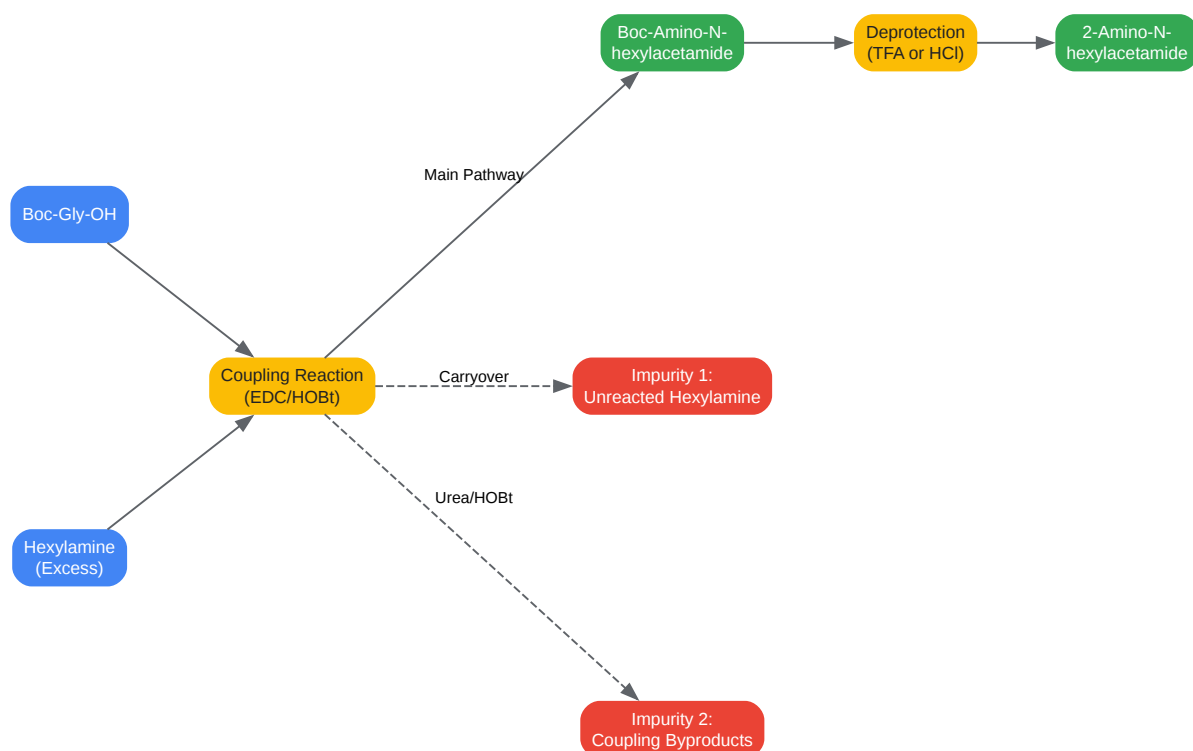 Boc-Amino-N-
hexylacetamide
Deprotection
(TFA or HCl)
2-Amino-N-
hexylacetamide
Main Pathway
Boc-Gly-OH
Coupling Reaction
(EDC/HOBt)
Carryover
Impurity 1:
Unreacted Hexylamine
Urea/HOBt
Hexylamine
(Excess)
Impurity 2:
Coupling Byproducts